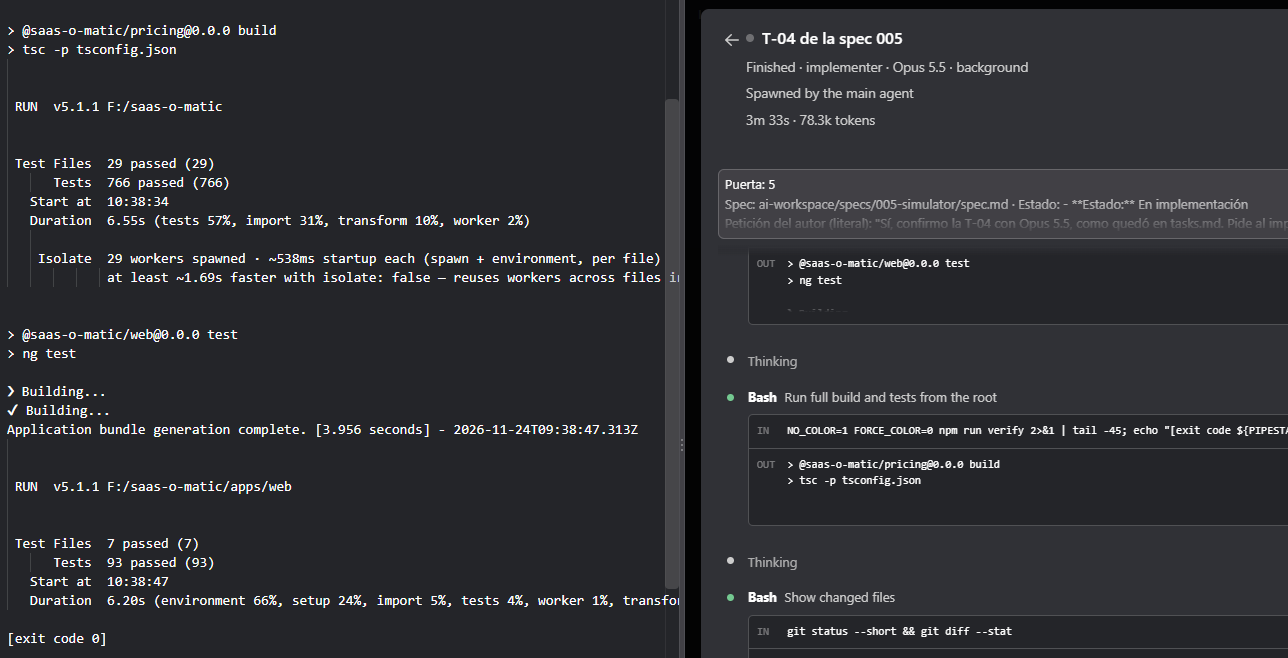 > @saas-o-matic/pricing@0.0.0 build
> tsc -p tsconfig.json
RUN v5.1.1 F:/saas-o-matic
Test Files 29 passed (29)
Tests 766 passed (766)
Start at 10:38:34
Duration 6.55s (tests 57%, import 31%, transform 10%, worker 2%)
Isolate 29 workers spawned · ~538ms startup each (spawn + environment, per file)
at least ~1.69s faster with isolate: false — reuses workers across files
> @saas-o-matic/web@0.0.0 test
> ng test
❯ Building...
✔ Building...
Application bundle generation complete. [3.956 seconds] - 2026-11-24T09:38:47.313Z
RUN v5.1.1 F:/saas-o-matic/apps/web
Test Files 7 passed (7)
Tests 93 passed (93)
Start at 10:38:47
Duration 6.20s (environment 66%, setup 24%, import 5%, tests 4%, worker 1%, transfo
[exit code 0]
← T-04 de la spec 005
Finished · implementer · Opus 5.5 · background
Spawned by the main agent
3m 33s · 78.3k tokens
Puerta: 5
Spec: ai-workspace/specs/005-simulator/spec.md · Estado: - **Estado:** En implementación
Petición del autor (literal): "Sí, confirmo la T-04 con Opus 5.5, como quedó en tasks.md. Pide al
OUT > @saas-o-matic/web@0.0.0 test
> ng test
Thinking
Bash Run full build and tests from the root
IN NO_COLOR=1 FORCE_COLOR=0 npm run verify 2>&1 | tail -45; echo "[exit code ${PIPESTA
OUT > @saas-o-matic/pricing@0.0.0 build
> tsc -p tsconfig.json
Thinking
Bash Show changed files
IN git status --short && git diff --stat